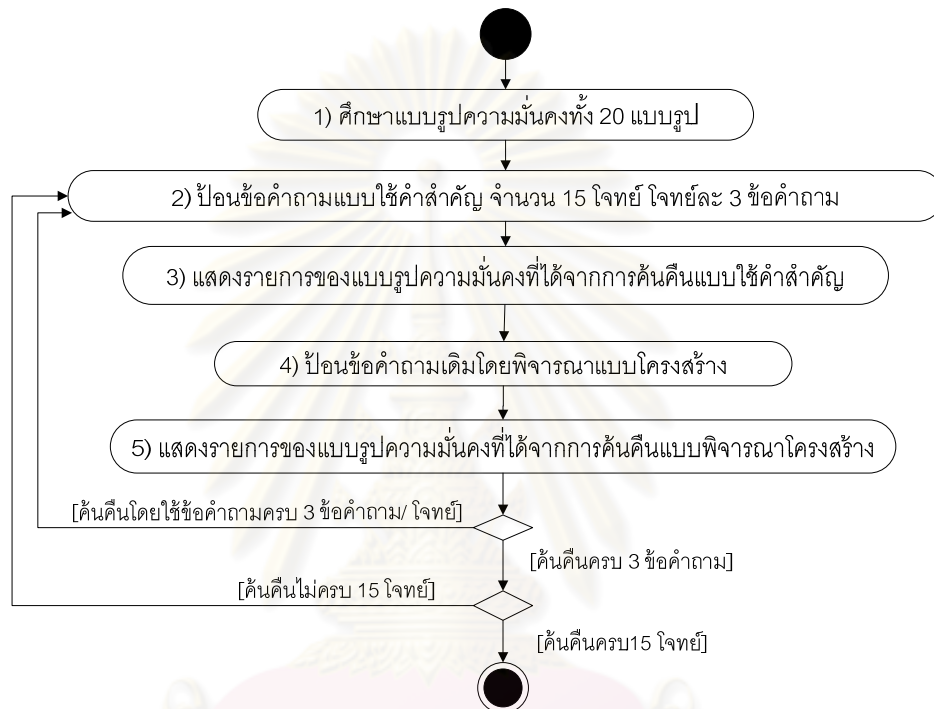 1) ศึกษาแบบรูปความมั่นคงทั้ง 20 แบบรูป
2) ป้อนข้อคำถามแบบใช้คำสำคัญ จำนวน 15 โจทย์ โจทย์ละ 3 ข้อคำถาม
3) แสดงรายการของแบบรูปความมั่นคงที่ได้จากการค้นคืนแบบใช้คำสำคัญ
4) ป้อนข้อคำถามเดิมโดยพิจารณาแบบโครงสร้าง
5) แสดงรายการของแบบรูปความมั่นคงที่ได้จากการค้นคืนแบบพิจารณาโครงสร้าง
[ค้นคืนโดยใช้ข้อคำถามครบ 3 ข้อคำถาม/ โจทย์]
[ค้นคืนครบ 3 ข้อคำถาม]
[ค้นคืนไม่ครบ 15 โจทย์]
[ค้นคืนครบ15 โจทย์]